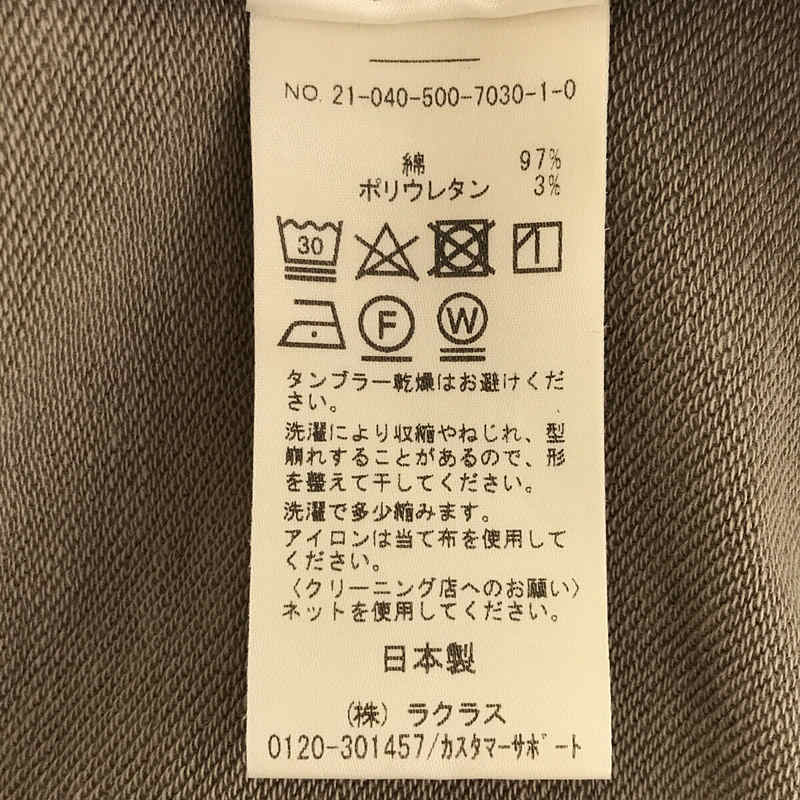 NO. 21-040-500-7030-1-0
綿 97%
ポリウレタン 3%
30
F W
タンブラー乾燥はお避けくだ
さい。
洗濯により収縮やねじれ、型
崩れすることがあるので、形
を整えて干してください。
洗濯で多少縮みます。
アイロンは当て布を使用して
ください。
〈クリーニング店へのお願い〉
ネットを使用してください。
日本製
(株) ラクラス
0120-301457/カスタマーサポート